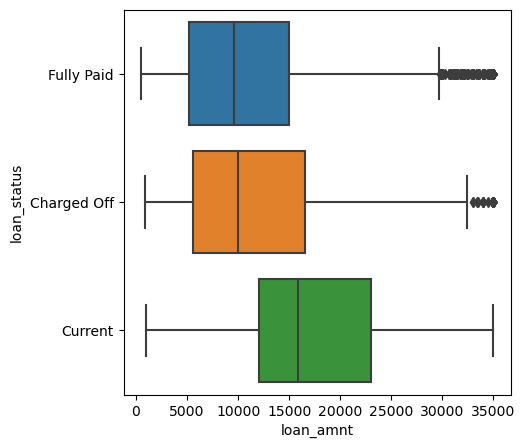 Fully Paid
Charged Off
Current
loan_status
0 5000 10000 15000 20000 25000 30000 35000
loan_amnt